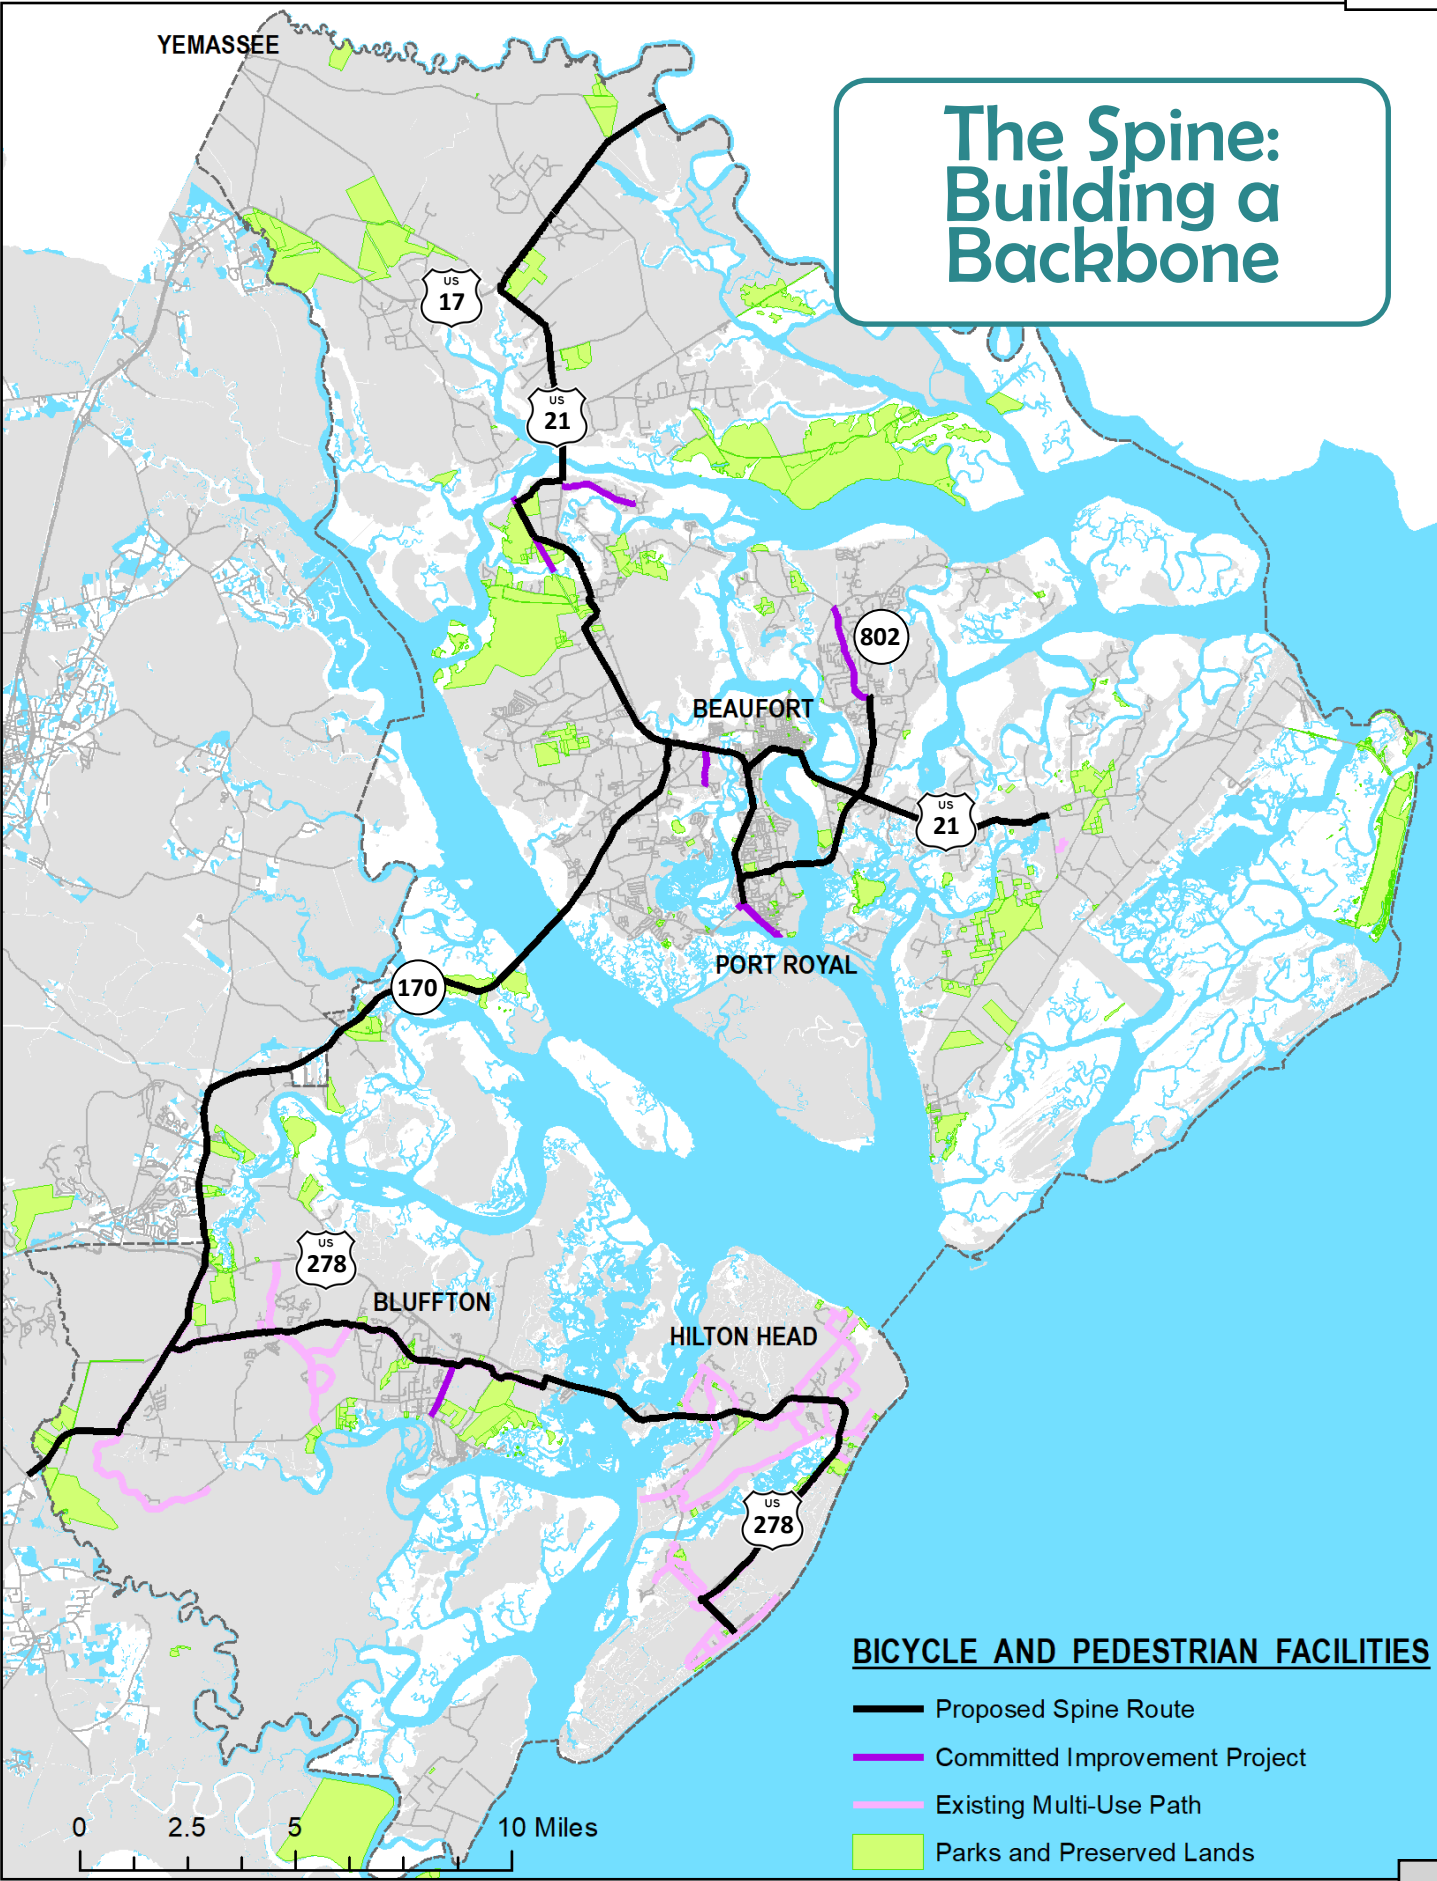 YEMASSEE
The Spine:
Building a
Backbone
US
17
US
21
802
BEAUFORT
US
21
PORT ROYAL
170
US
278
BLUFFTON
HILTON HEAD
US
278
BICYCLE AND PEDESTRIAN FACILITIES
Proposed Spine Route
Committed Improvement Project
Existing Multi-Use Path
Parks and Preserved Lands
0 2.5 5 10 Miles